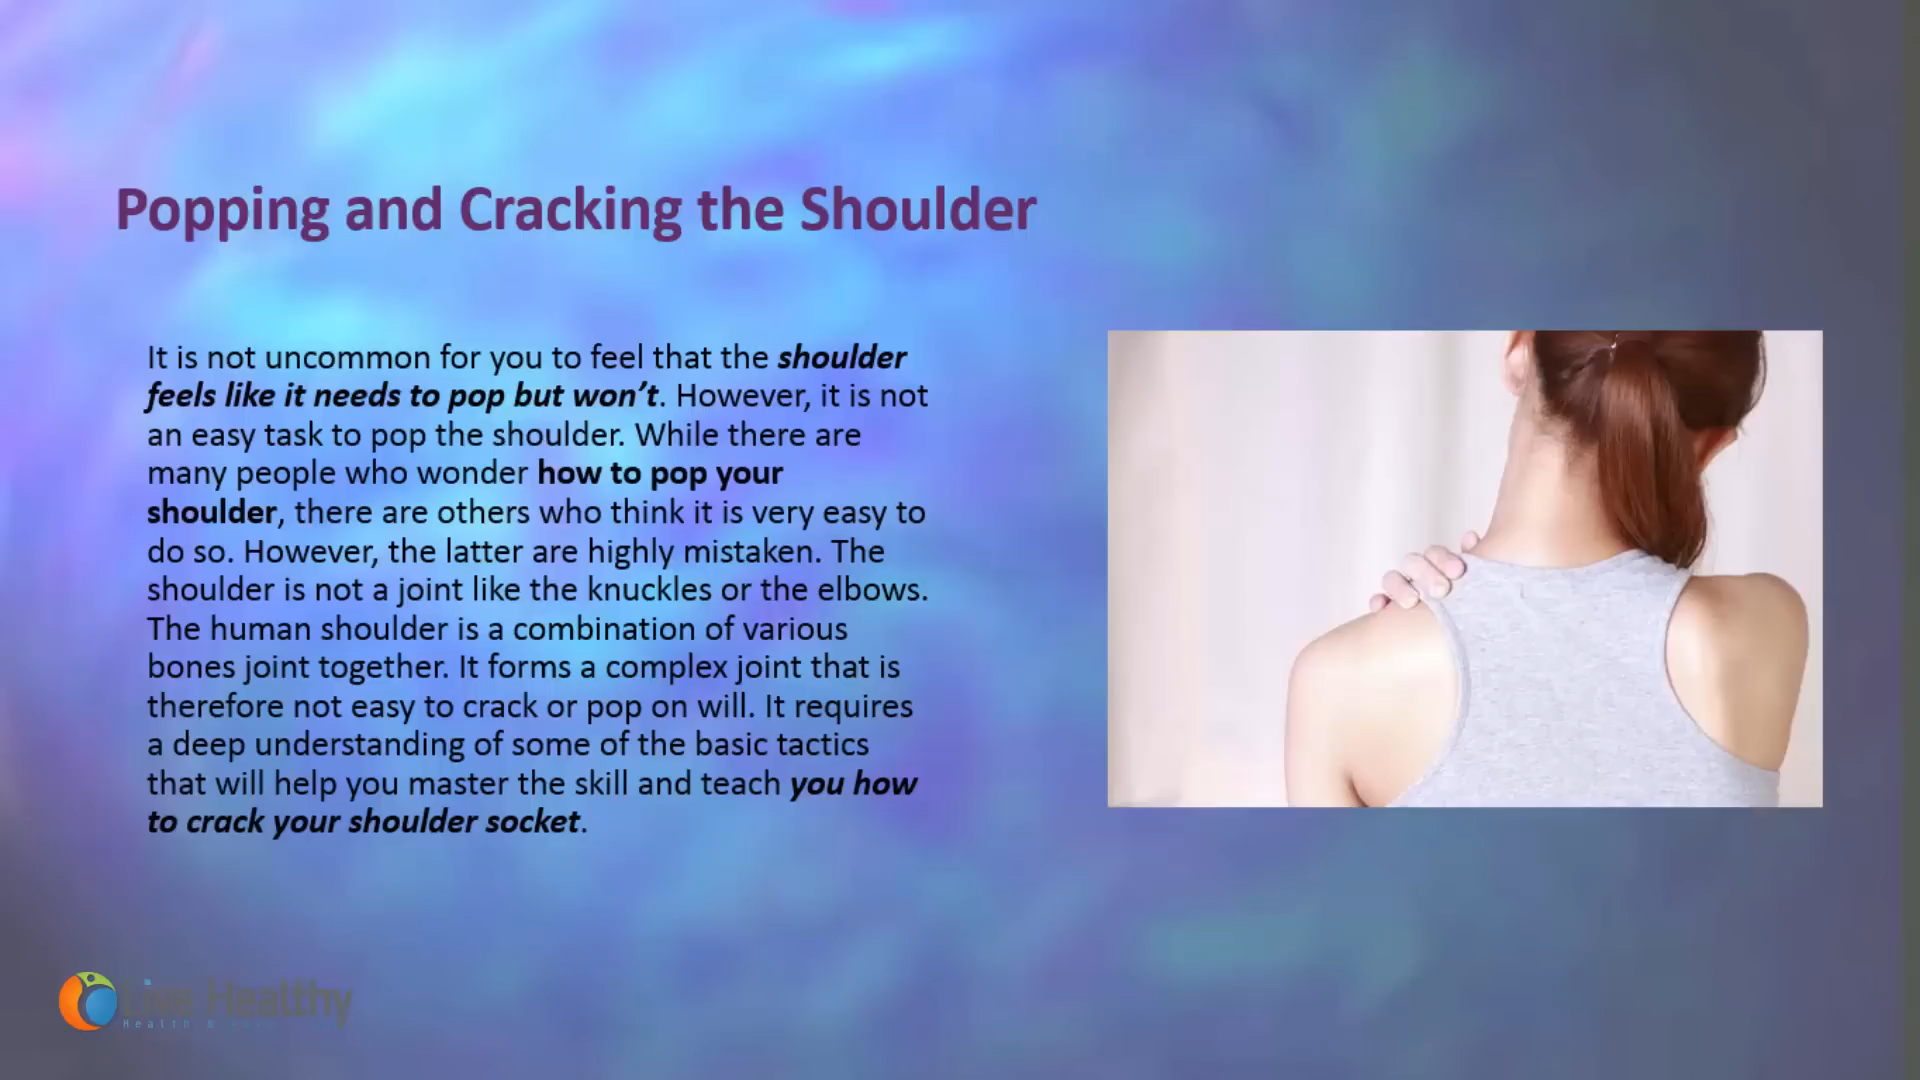 Popping and Cracking the Shoulder
It is not uncommon for you to feel that the shoulder
feels like it needs to pop but won’t. However, it is not
an easy task to pop the shoulder. While there are
many people who wonder how to pop your
shoulder, there are others who think it is very easy to
do so. However, the latter are highly mistaken. The
shoulder is not a joint like the knuckles or the elbows.
The human shoulder is a combination of various
bones joint together. It forms a complex joint that is
therefore not easy to crack or pop on will. It requires
a deep understanding of some of the basic tactics
that will help you master the skill and teach you how
to crack your shoulder socket.
Live Healthy
Health &